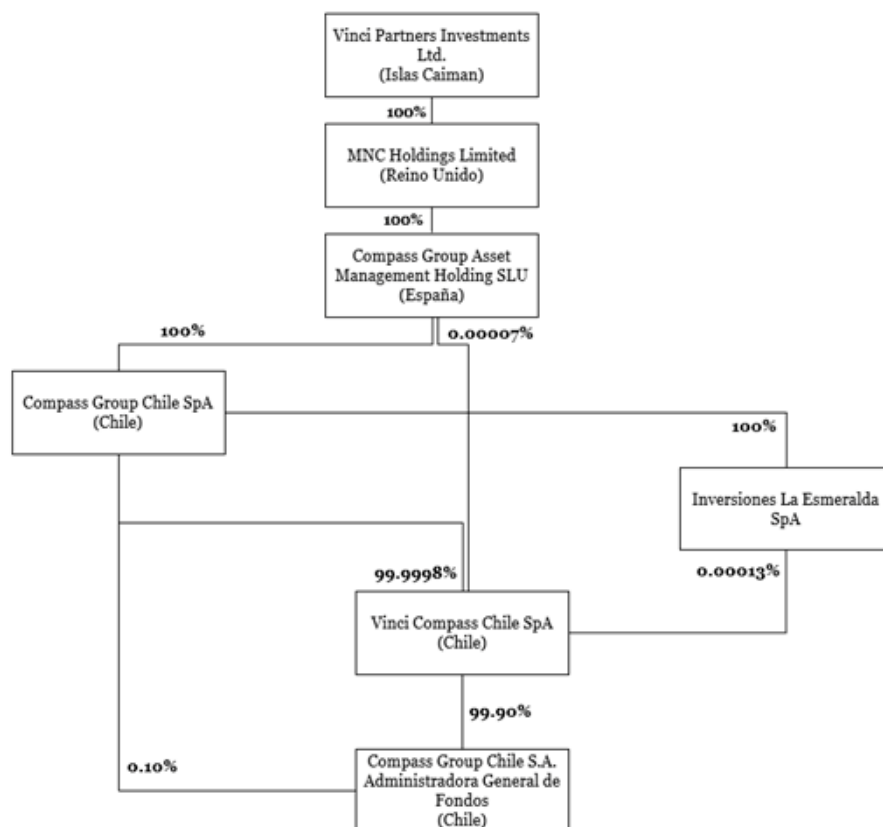 Vinci Partners Investments
Ltd.
(Islas Caiman)
100%
MNC Holdings Limited
(Reino Unido)
100%
Compass Group Asset
Management Holding SLU
(España)
100%
0.00007%
Compass Group Chile SpA
(Chile)
100%
Inversiones La Esmeralda
SpA
99.9998%
0.00013%
Vinci Compass Chile SpA
(Chile)
99.90%
0.10%
Compass Group Chile S.A.
Administradora General de
Fondos
(Chile)